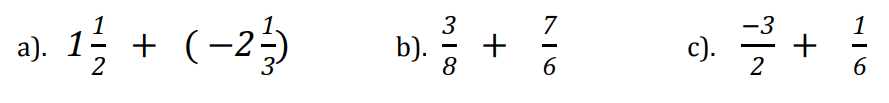 a). 1 1/2 + (−2 1/3) b). 3/8 + 7/6 c). −3/2 + 1/6